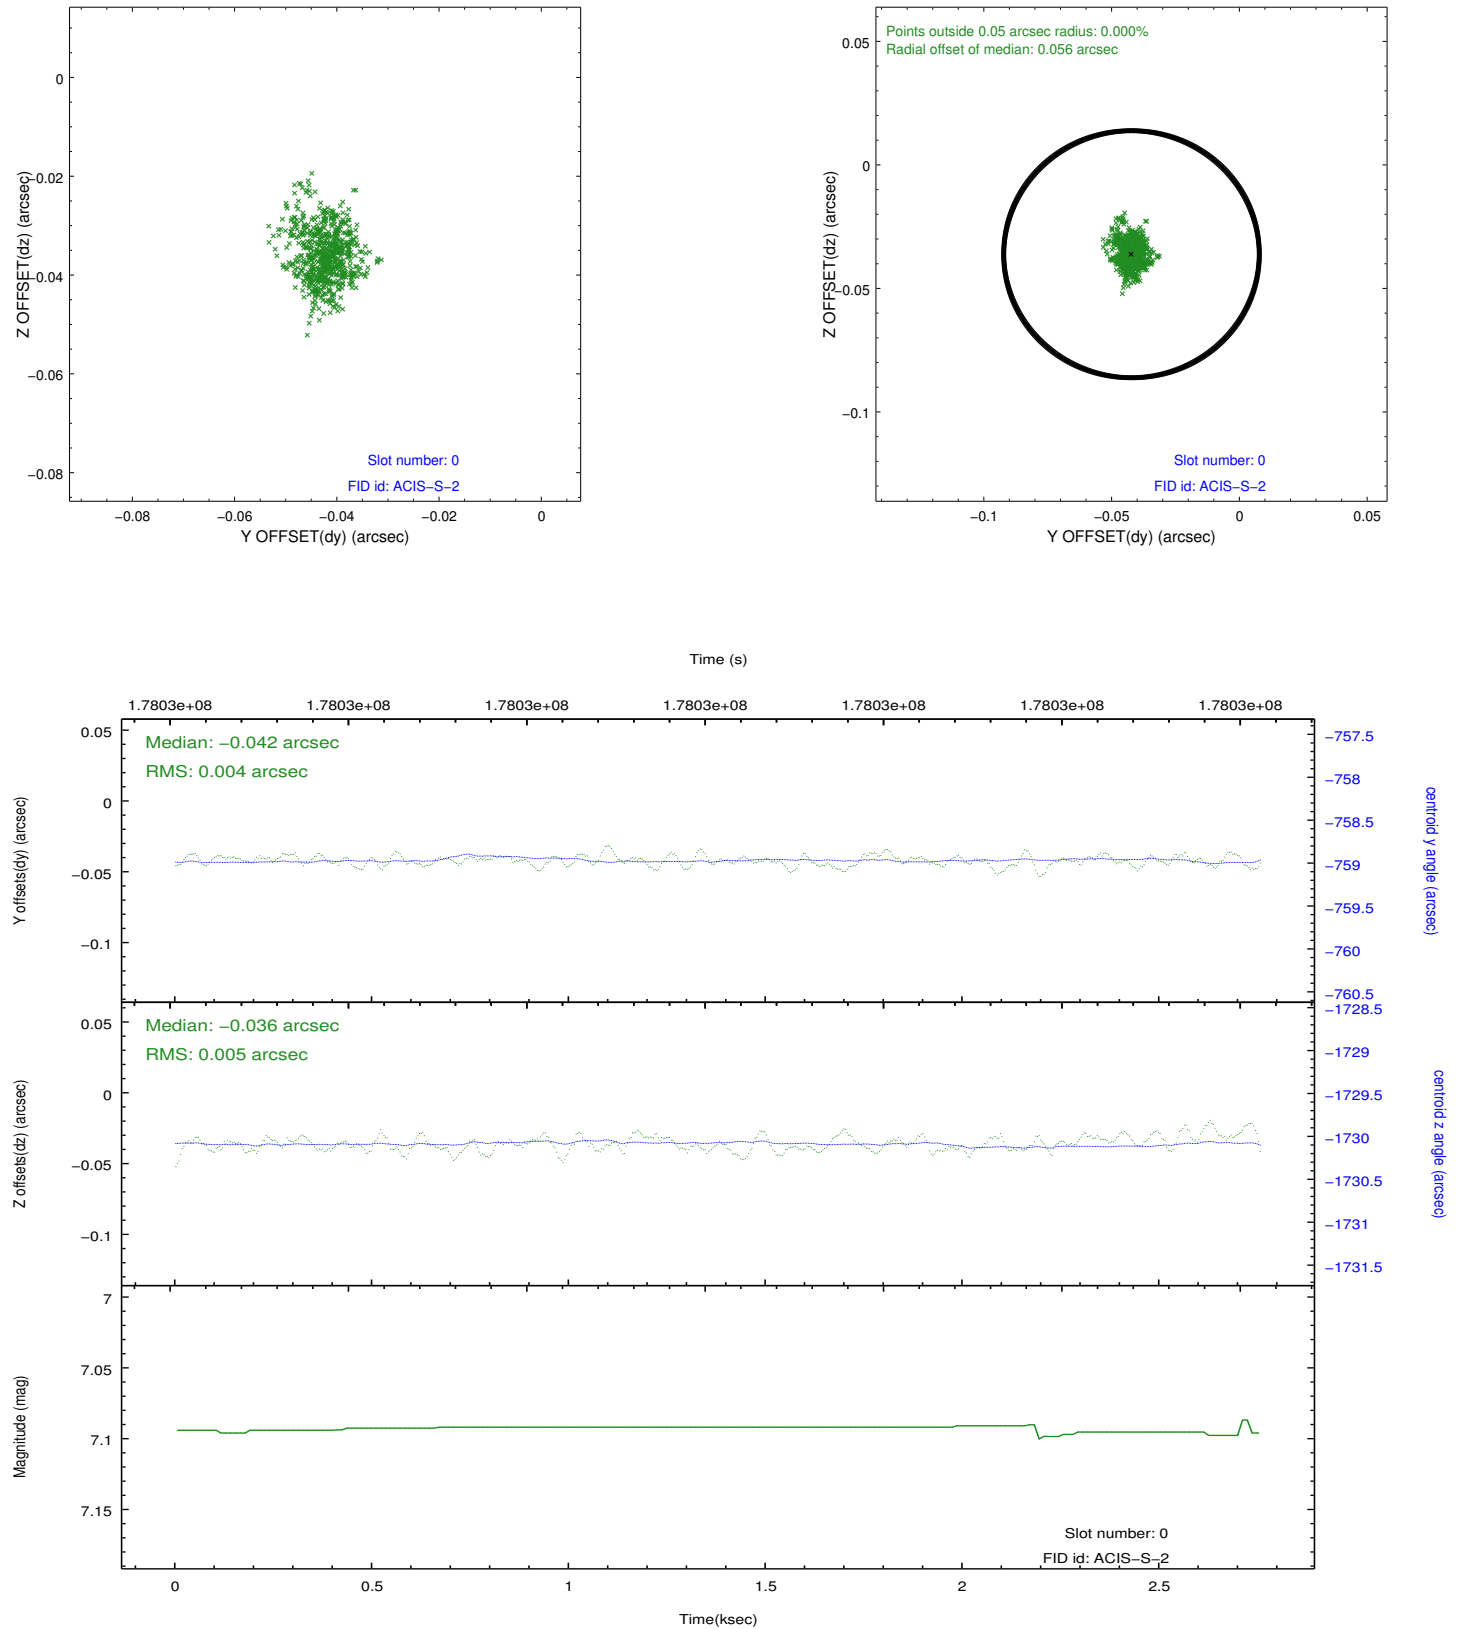 0
−0.02
−0.04
−0.06
−0.08
Z OFFSET(dz) (arcsec)
Slot number: 0
FID id: ACIS−S−2
−0.08 −0.06 −0.04 −0.02 0
Y OFFSET(dy) (arcsec)
Points outside 0.05 arcsec radius: 0.000%
Radial offset of median: 0.056 arcsec
0.05
0
−0.05
−0.1
Z OFFSET(dz) (arcsec)
Slot number: 0
FID id: ACIS−S−2
−0.1 −0.05 0 0.05
Y OFFSET(dy) (arcsec)
Time (s)
1.7803e+08 1.7803e+08 1.7803e+08 1.7803e+08 1.7803e+08 1.7803e+08 1.7803e+08
Median: −0.042 arcsec
RMS: 0.004 arcsec
0.05
0
−0.05
−0.1
Y offsets(dy) (arcsec)
−757.5
−758
−758.5
−759
−759.5
−760
−760.5
centroid y angle (arcsec)
Median: −0.036 arcsec
RMS: 0.005 arcsec
0.05
0
−0.05
−0.1
Z offsets(dz) (arcsec)
−1728.5
−1729
−1729.5
−1730
−1730.5
−1731
−1731.5
centroid z angle (arcsec)
7
7.05
7.1
7.15
Magnitude (mag)
Slot number: 0
FID id: ACIS−S−2
0 0.5 1 1.5 2 2.5
Time(ksec)